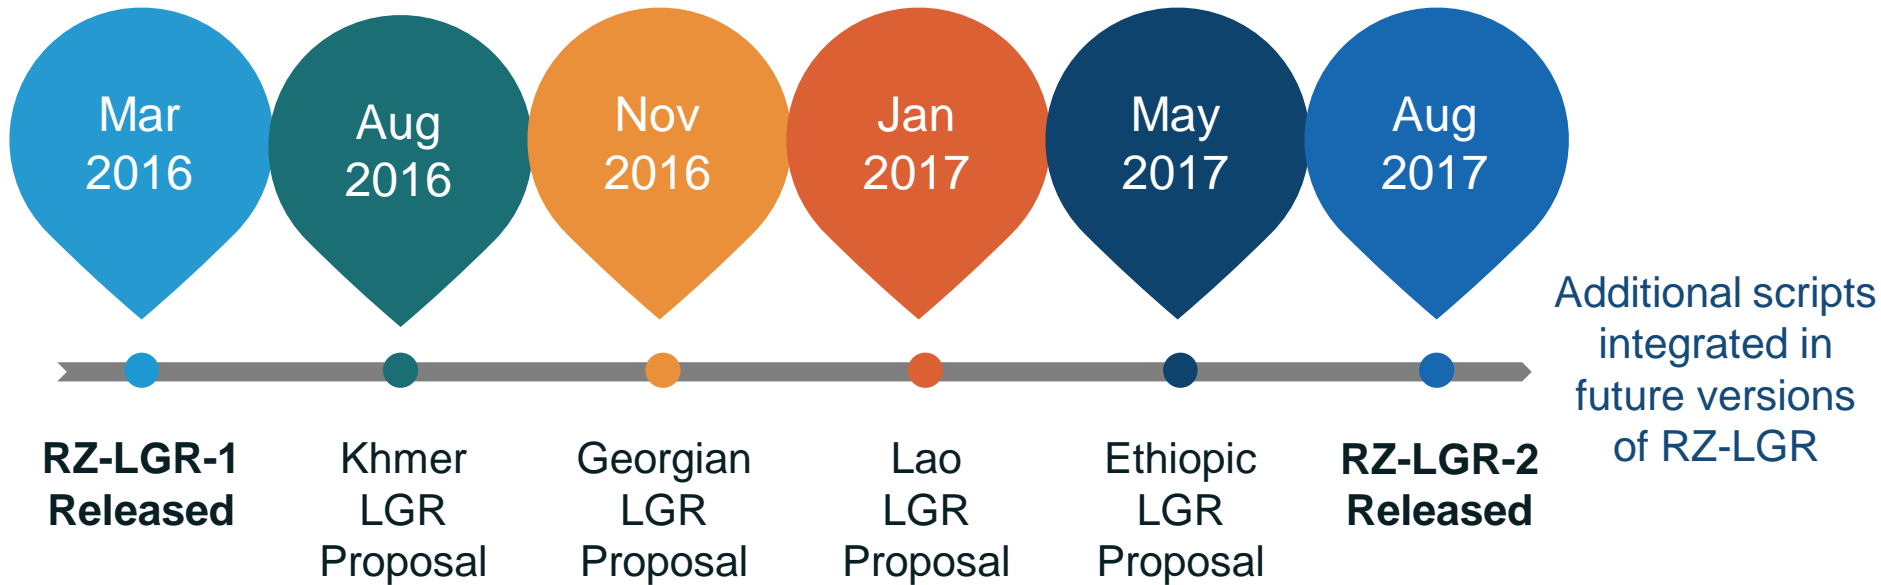 Mar
2016
Aug
2016
Nov
2016
Jan
2017
May
2017
Aug
2017
RZ-LGR-1
Released
Khmer
LGR
Proposal
Georgian
LGR
Proposal
Lao
LGR
Proposal
Ethiopic
LGR
Proposal
RZ-LGR-2
Released
Additional scripts
integrated in
future versions
of RZ-LGR